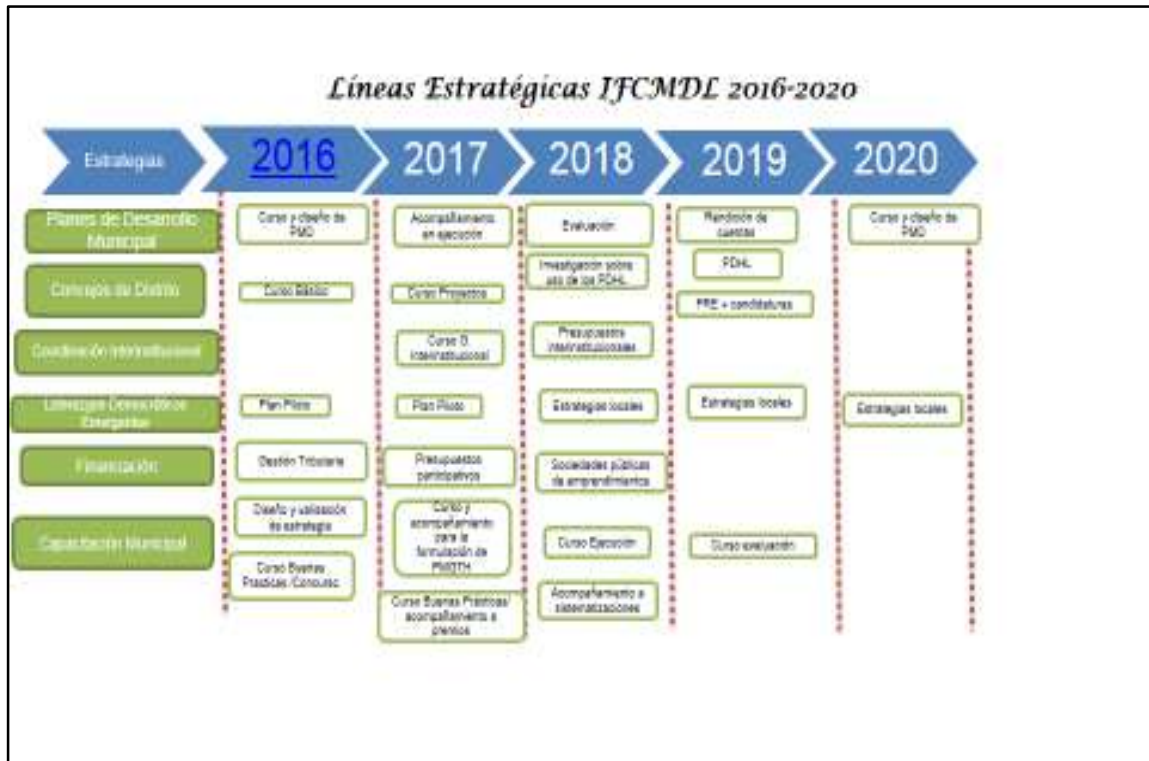 Líneas Estratégicas IFCMDL 2016-2020
Estrategias
2016
2017
2018
2019
2020
Planes de Desarrollo
Municipal
Curso y diseño de
PMD
Acompañamiento
en ejecución
Evaluación
Rendición de
cuentas
Curso y diseño de
PMD
Concejos de Distrito
Curso Básico
Curso Proyectos
Investigación sobre
uso de los PDHL
PDHL
PRE + candidaturas
Coordinación Interinstitucional
Curso
Interinstitucional
Presupuestos
interinstitucionales
Liderazgos Democráticos
Emergentes
Plan Piloto
Plan Piloto
Estrategias locales
Estrategias locales
Estrategias locales
Financiación
Gestión Tributaria
Presupuestos
participativos
Sociedades públicas
de emprendimientos
Capacitación Municipal
Diseño y validación
de estrategia
Curso y
acompañamiento
para la
formulación de
Curso Ejecución
Curso evaluación
Curso Buenas
Prácticas /Concurso
Curso Buenas Prácticas/
acompañamiento a
premios
Acompañamiento a
sistematizaciones